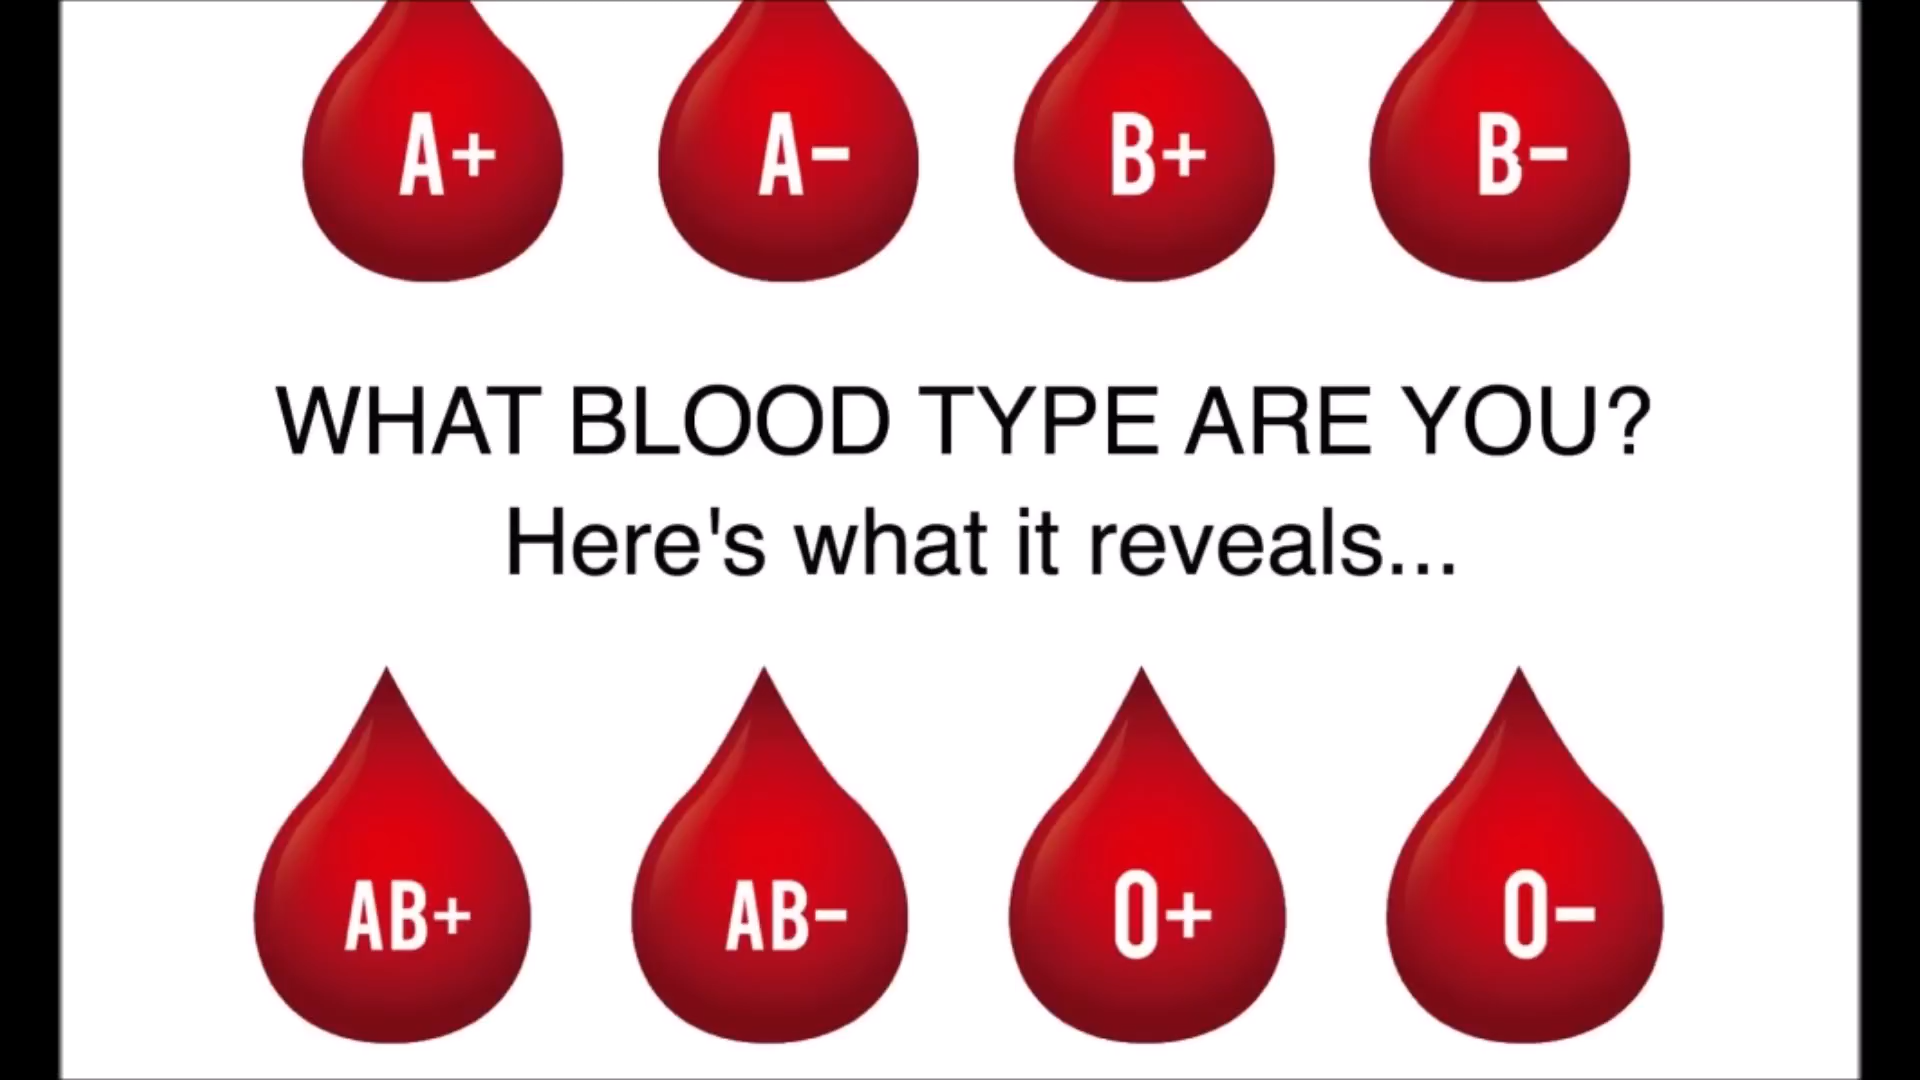 A+ A- B+ B-
WHAT BLOOD TYPE ARE YOU?
Here's what it reveals...
AB+ AB- O+ O-